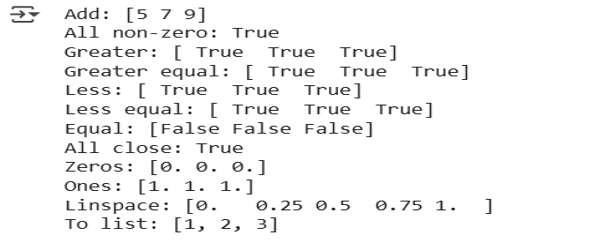 Add: [5 7 9]
All non-zero: True
Greater: [ True  True  True]
Greater equal: [ True  True  True]
Less: [ True  True  True]
Less equal: [ True  True  True]
Equal: [False False False]
All close: True
Zeros: [0. 0. 0.]
Ones: [1. 1. 1.]
Linspace: [0.   0.25 0.5  0.75 1.  ]
To list: [1, 2, 3]